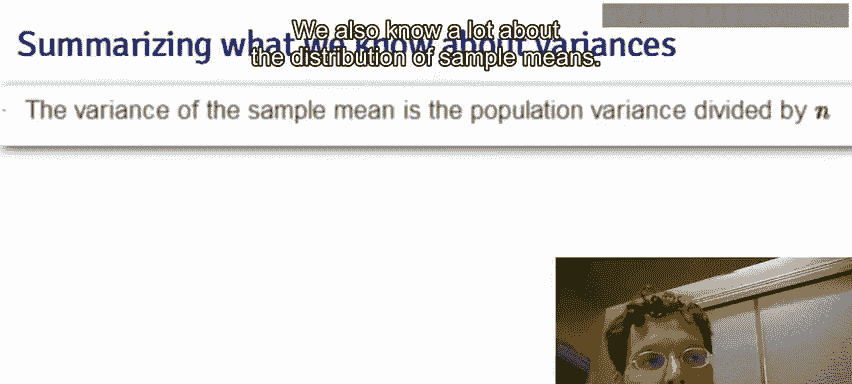 We also know a lot about
the distribution of sample means.
Summarizing what we know about variances
· The variance of the sample mean is the population variance divided by n